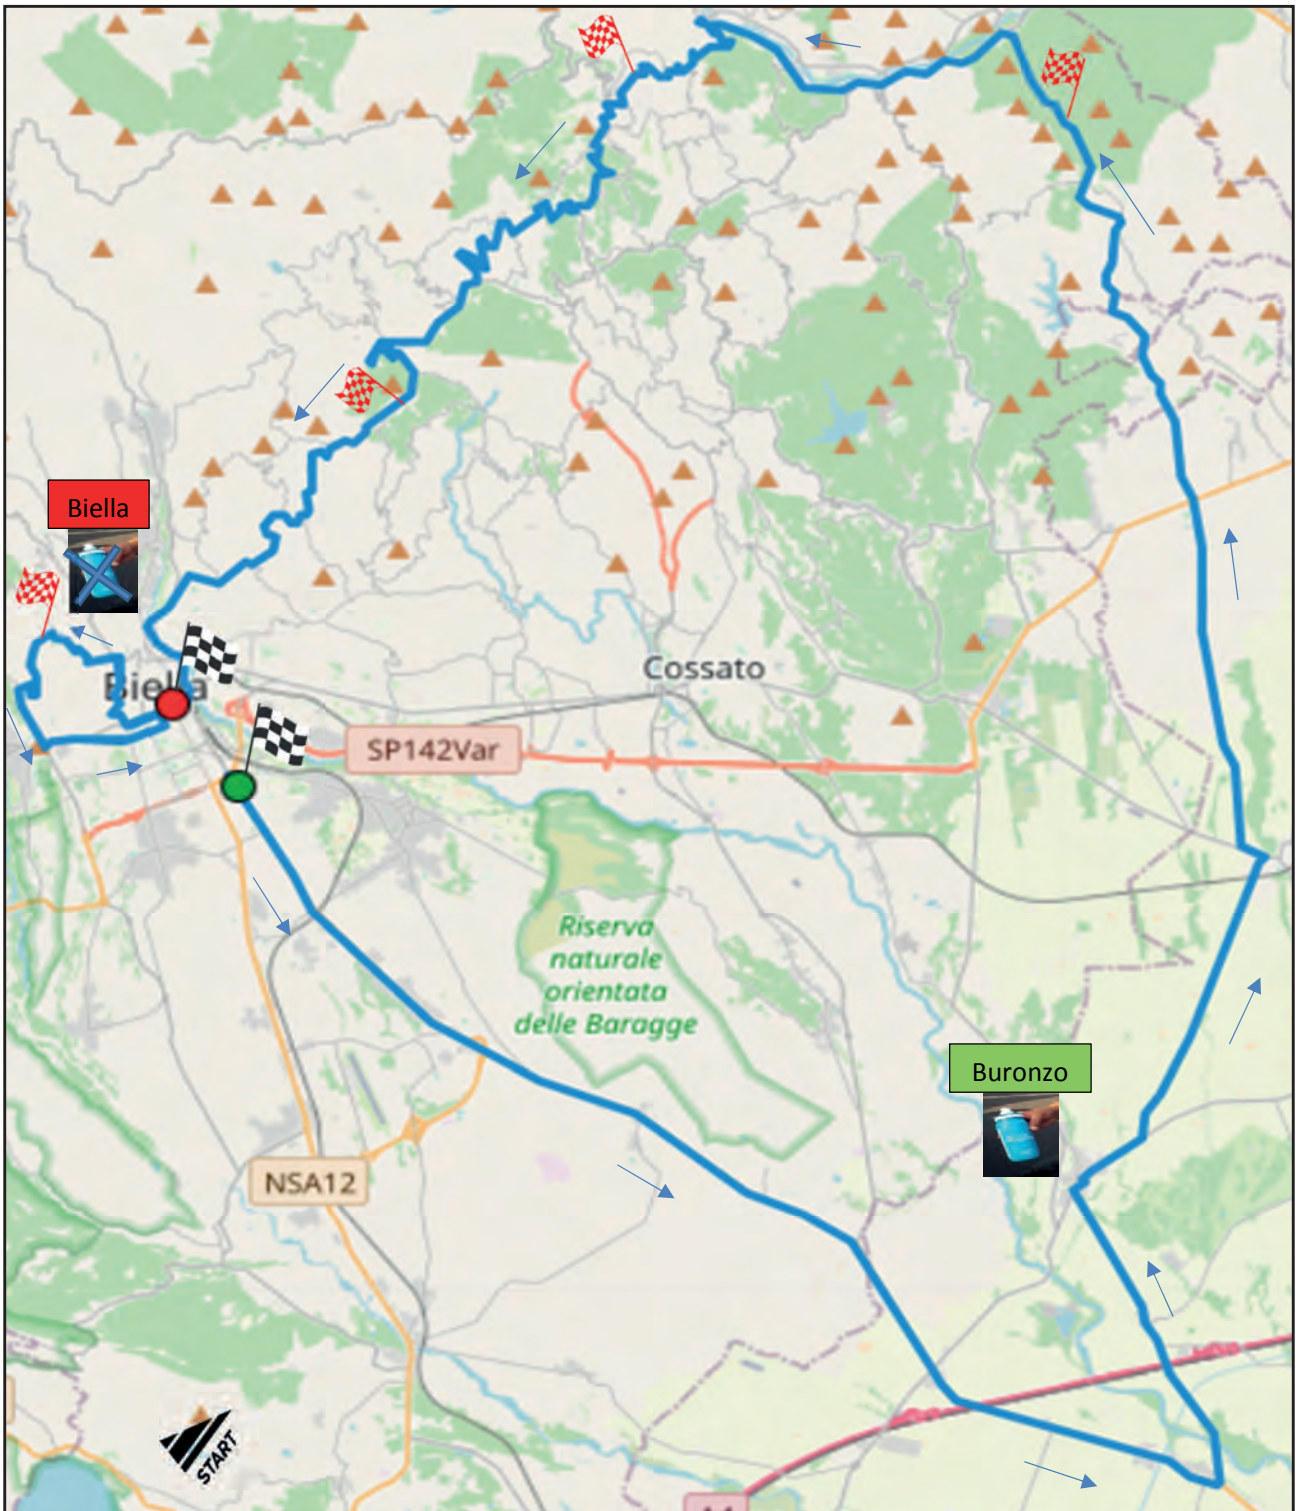 Biella
Biella
Cossato
SP142Var
Riserva
naturale
orientata
delle Baragge
Buronzo
NSA12
START